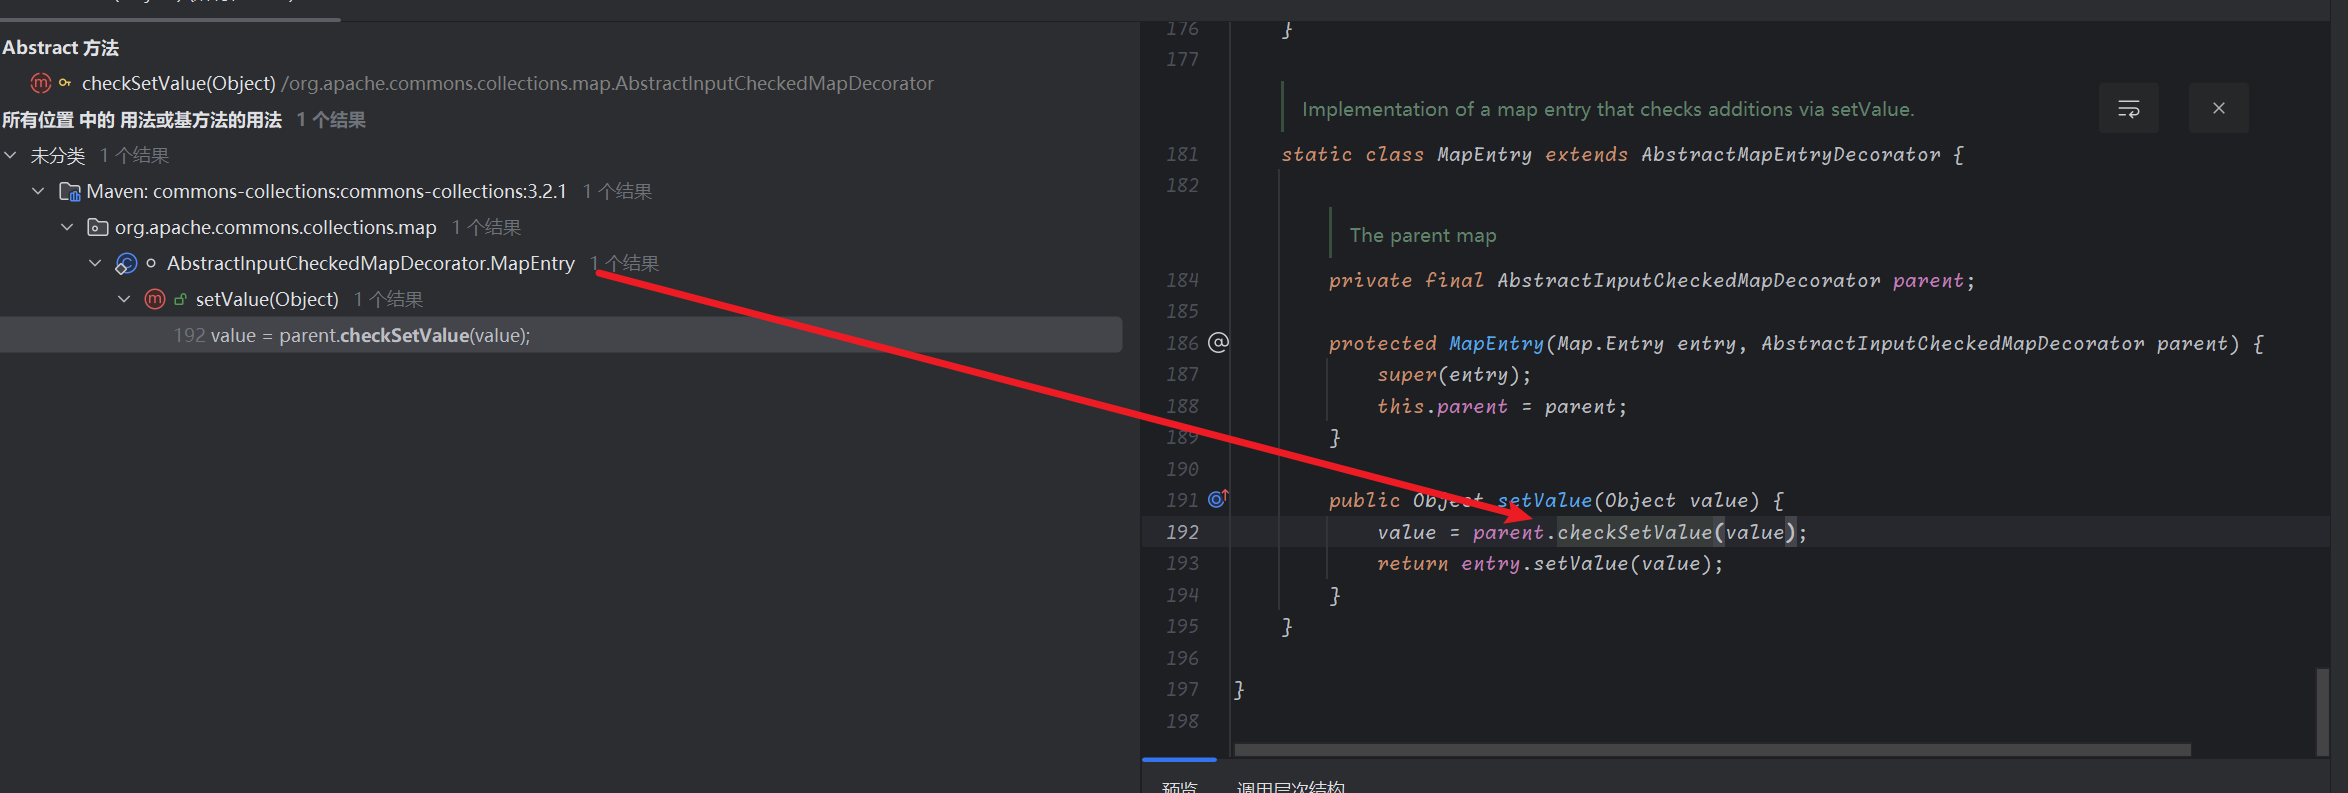 Abstract 方法
checkSetValue(Object) /org.apache.commons.collections.map.AbstractInputCheckedMapDecorator
所有位置 中的 用法或基方法的用法 1 个结果
未分类 1 个结果
Maven: commons-collections:commons-collections:3.2.1 1 个结果
org.apache.commons.collections.map 1 个结果
AbstractInputCheckedMapDecorator.MapEntry 1 个结果
setValue(Object) 1 个结果
192 value = parent.checkSetValue(value);
176 }
177
Implementation of a map entry that checks additions via setValue.
181 static class MapEntry extends AbstractMapEntryDecorator {
182
The parent map
184 private final AbstractInputCheckedMapDecorator parent;
185
186 @ protected MapEntry(Map.Entry entry, AbstractInputCheckedMapDecorator parent) {
187 super(entry);
188 this.parent = parent;
189 }
190
191 public Object setValue(Object value) {
192 value = parent.checkSetValue(value);
193 return entry.setValue(value);
194 }
195 }
196
197 }
198
预览 调用层次结构